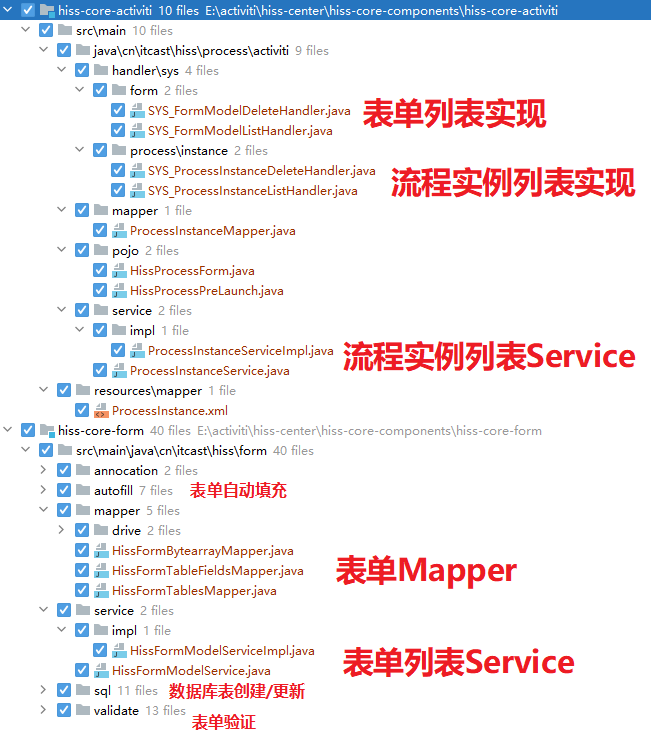 hiss-core-activiti 10 files E:\activiti\hiss-center\hiss-core-components\hiss-core-activiti
src\main 10 files
java\cn\itcast\hiss\process\activiti 9 files
handler\sys 4 files
form 2 files
SYS_FormModelDeleteHandler.java
表单列表实现
SYS_FormModelListHandler.java
process\instance 2 files
SYS_ProcessInstanceDeleteHandler.java
流程实例列表实现
SYS_ProcessInstanceListHandler.java
mapper 1 file
ProcessInstanceMapper.java
pojo 2 files
HissProcessForm.java
HissProcessPreLaunch.java
service 2 files
impl 1 file
ProcessInstanceServiceImpl.java
流程实例列表Service
ProcessInstanceService.java
resources\mapper 1 file
ProcessInstance.xml
hiss-core-form 40 files E:\activiti\hiss-center\hiss-core-components\hiss-core-form
src\main\java\cn\itcast\hiss\form 40 files
annocation 2 files
autofill 7 files 表单自动填充
mapper 5 files
drive 2 files
HissFormBytearrayMapper.java
HissFormTableFieldsMapper.java
表单Mapper
HissFormTablesMapper.java
service 2 files
impl 1 file
HissFormModelServiceImpl.java
表单列表Service
HissFormModelService.java
sql 11 files 数据库表创建/更新
validate 13 files
表单验证